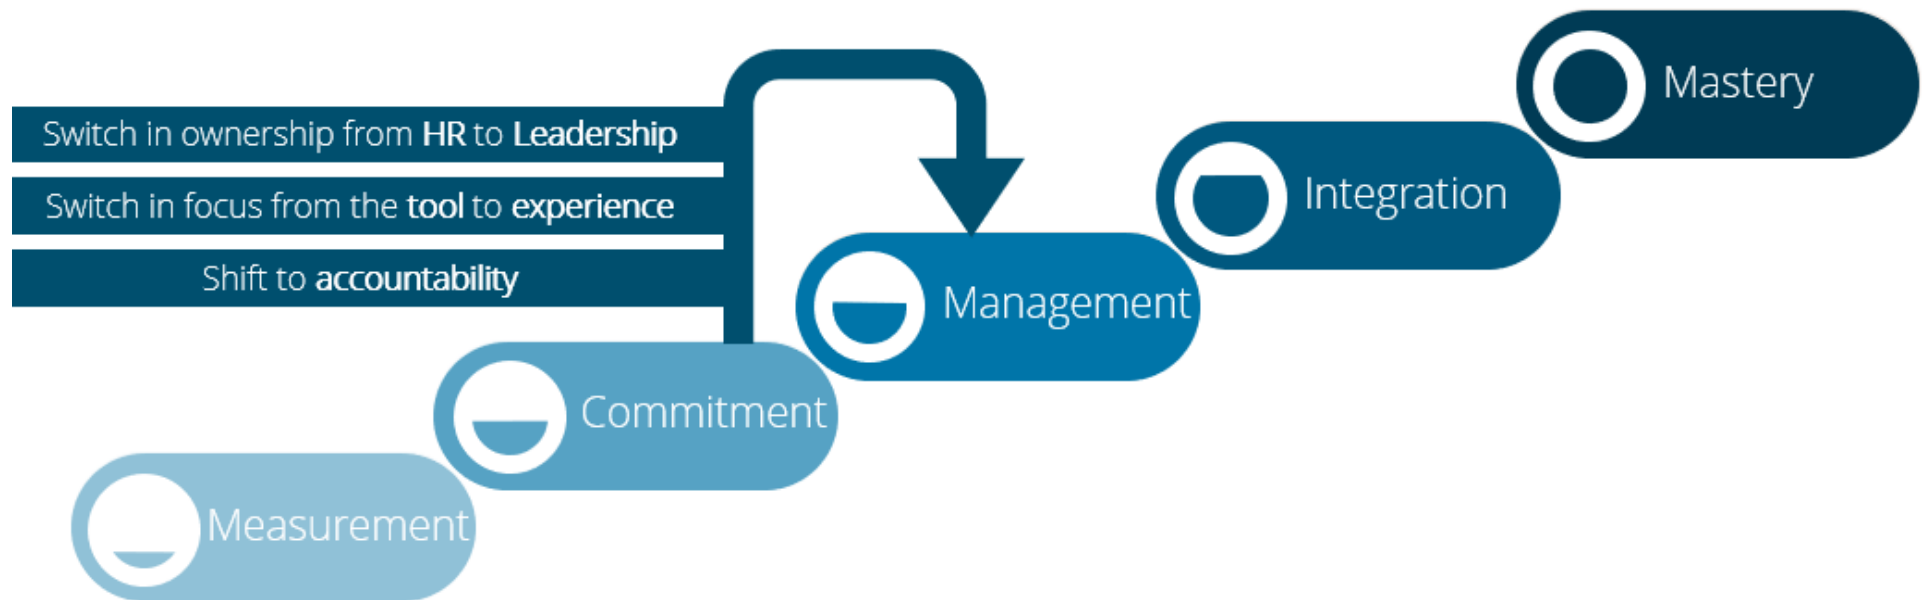 Switch in ownership from HR to Leadership
Switch in focus from the tool to experience
Shift to accountability
Measurement
Commitment
Management
Integration
Mastery